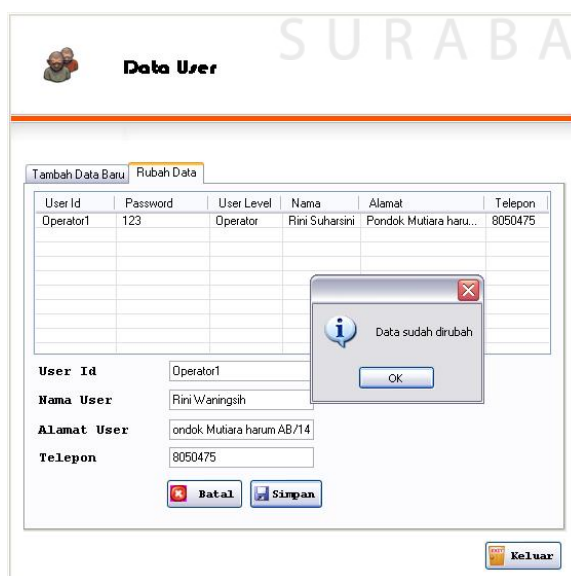 SURABA
Data User
Tambah Data Baru Rubah Data
User Id Password User Level Nama Alamat Telepon
Operator1 123 Operator Rini Suharsini Pondok Mutiara haru... 8050475
Data sudah dirubah
OK
User Id Operator1
Nama User Rini Waningsih
Alamat User ondok Mutiara harum AB/14
Telepon 8050475
Batal Simpan
EXIT Keluar